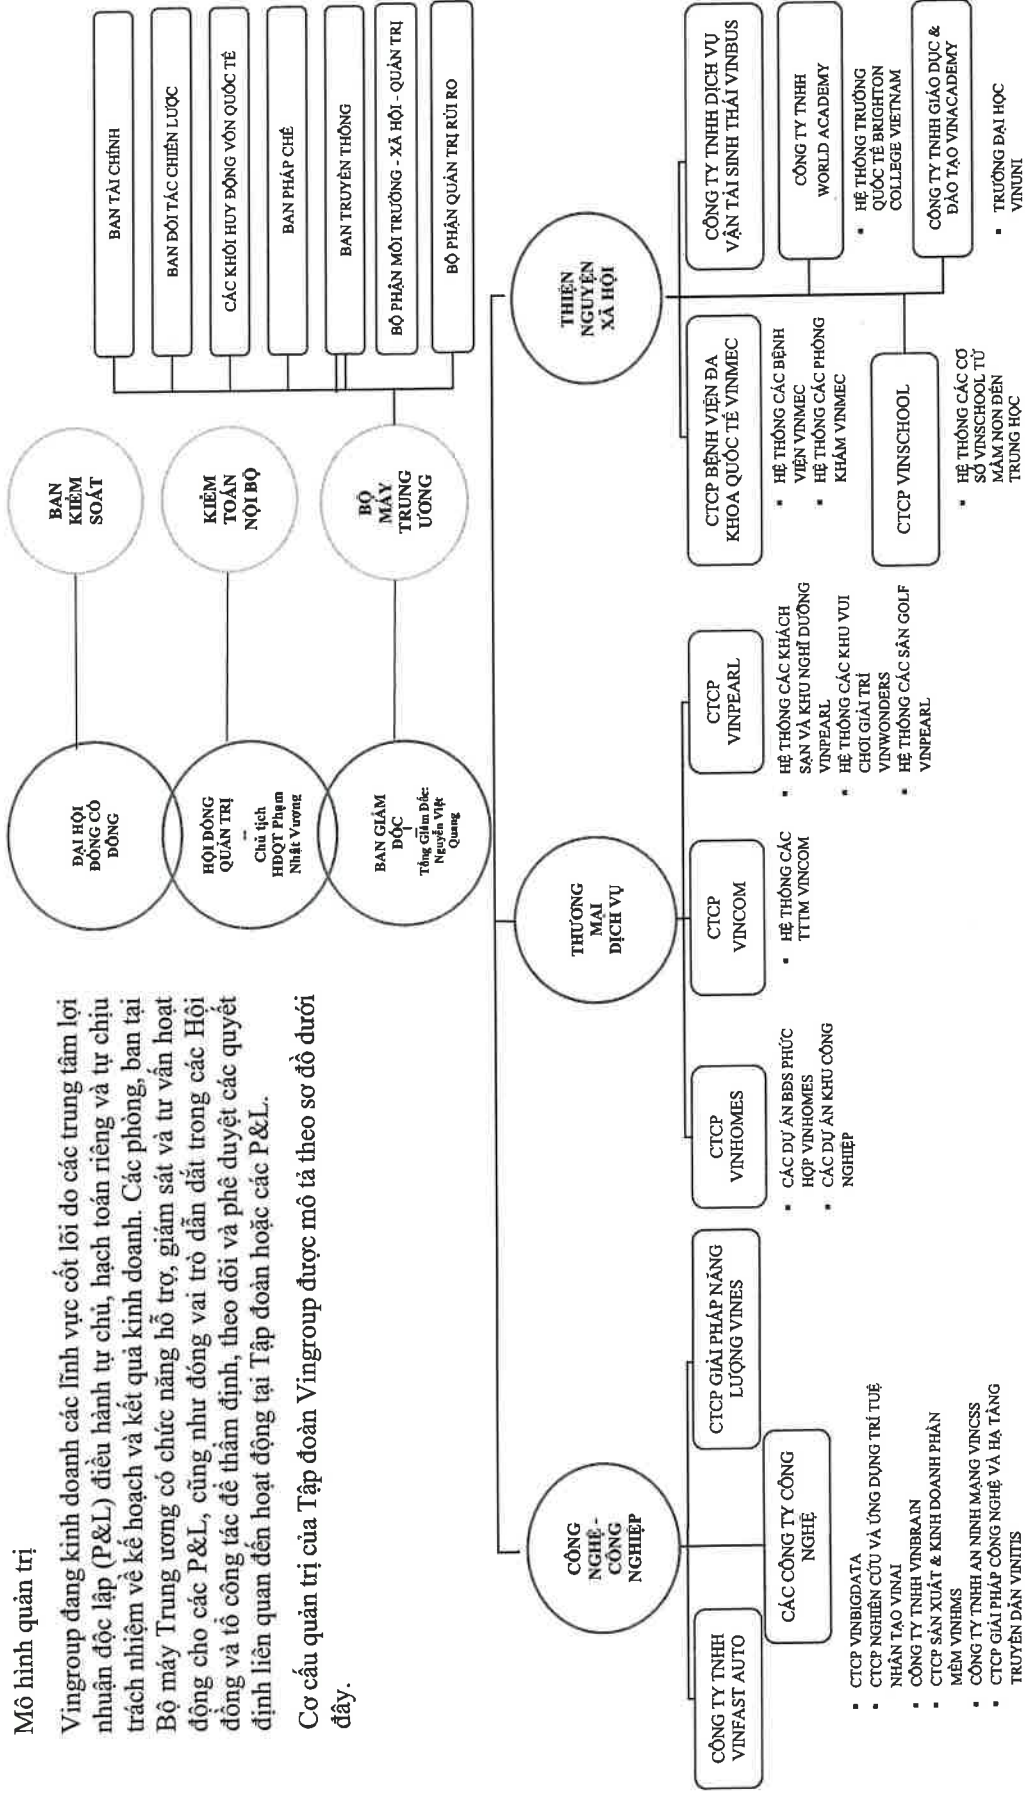 Mô hình quản trị
Vingroup đang kinh doanh các lĩnh vực cốt lõi do các trung tâm lợi
nhuận độc lập (P&L) điều hành tự chủ, hạch toán riêng và tự chịu
trách nhiệm về kế hoạch và kết quả kinh doanh. Các phòng, ban tại
Bộ máy Trung ương có chức năng hỗ trợ, giám sát và tư vấn hoạt
động cho các P&L, cũng như đóng vai trò dẫn dắt trong các Hội
đồng và tổ công tác để thẩm định, theo dõi và phê duyệt các quyết
định liên quan đến hoạt động tại Tập đoàn hoặc các P&L.
Cơ cấu quản trị của Tập đoàn Vingroup được mô tả theo sơ đồ dưới
đây.
ĐẠI HỘI
ĐỒNG CỔ
ĐÔNG
BAN
KIỂM
SOÁT
HỘI ĐỒNG
QUẢN TRỊ
--
Chủ tịch
HĐQT Phạm
Nhật Vượng
KIỂM
TOÁN
NỘI BỘ
BAN GIÁM
ĐỐC
--
Tổng Giám Đốc:
Nguyễn Việt
Quang
BỘ
MÁY
TRUNG
ƯƠNG
BAN TÀI CHÍNH
BAN ĐỐI TÁC CHIẾN LƯỢC
CÁC KHỐI HUY ĐỘNG VỐN QUỐC TẾ
BAN PHÁP CHẾ
BAN TRUYỀN THÔNG
BỘ PHẬN MÔI TRƯỜNG - XÃ HỘI - QUẢN TRỊ
BỘ PHẬN QUẢN TRỊ RỦI RO
CÔNG
NGHỆ -
CÔNG
NGHIỆP
CÔNG TY TNHH
VINFAST AUTO
CTCP GIẢI PHÁP NĂNG
LƯỢNG VINES
CÁC CÔNG TY CÔNG
NGHỆ
▪ CTCP VINBIGDATA
▪ CTCP NGHIÊN CỨU VÀ ỨNG DỤNG TRÍ TUỆ
NHÂN TẠO VINAI
▪ CÔNG TY TNHH VINBRAIN
▪ CTCP SẢN XUẤT & KINH DOANH PHẦN
MỀM VINHMS
▪ CÔNG TY TNHH AN NINH MẠNG VINCSS
▪ CTCP GIẢI PHÁP CÔNG NGHỆ VÀ HẠ TẦNG
TRUYỀN DẪN VINITIS
THƯƠNG
MẠI
DỊCH VỤ
CTCP
VINHOMES
▪ CÁC DỰ ÁN BĐS PHỨC
HỢP VINHOMES
▪ CÁC DỰ ÁN KHU CÔNG
NGHIỆP
CTCP
VINCOM
▪ HỆ THỐNG CÁC
TTTM VINCOM
CTCP
VINPEARL
▪ HỆ THỐNG CÁC KHÁCH
SẠN VÀ KHU NGHỈ DƯỠNG
VINPEARL
▪ HỆ THỐNG CÁC KHU VUI
CHƠI GIẢI TRÍ
VINWONDERS
▪ HỆ THỐNG CÁC SÂN GOLF
VINPEARL
THIỆN
NGUYỆN
XÃ HỘI
CTCP BỆNH VIỆN ĐA
KHOA QUỐC TẾ VINMEC
▪ HỆ THỐNG CÁC BỆNH
VIỆN VINMEC
▪ HỆ THỐNG CÁC PHÒNG
KHÁM VINMEC
CTCP VINSCHOOL
▪ HỆ THỐNG CÁC CƠ
SỞ VINSCHOOL TỪ
MẦM NON ĐẾN
TRUNG HỌC
CÔNG TY TNHH DỊCH VỤ
VẬN TẢI SINH THÁI VINBUS
CÔNG TY TNHH
WORLD ACADEMY
▪ HỆ THỐNG TRƯỜNG
QUỐC TẾ BRIGHTON
COLLEGE VIETNAM
CÔNG TY TNHH GIÁO DỤC &
ĐÀO TẠO VINACADEMY
▪ TRƯỜNG ĐẠI HỌC
VINUNI